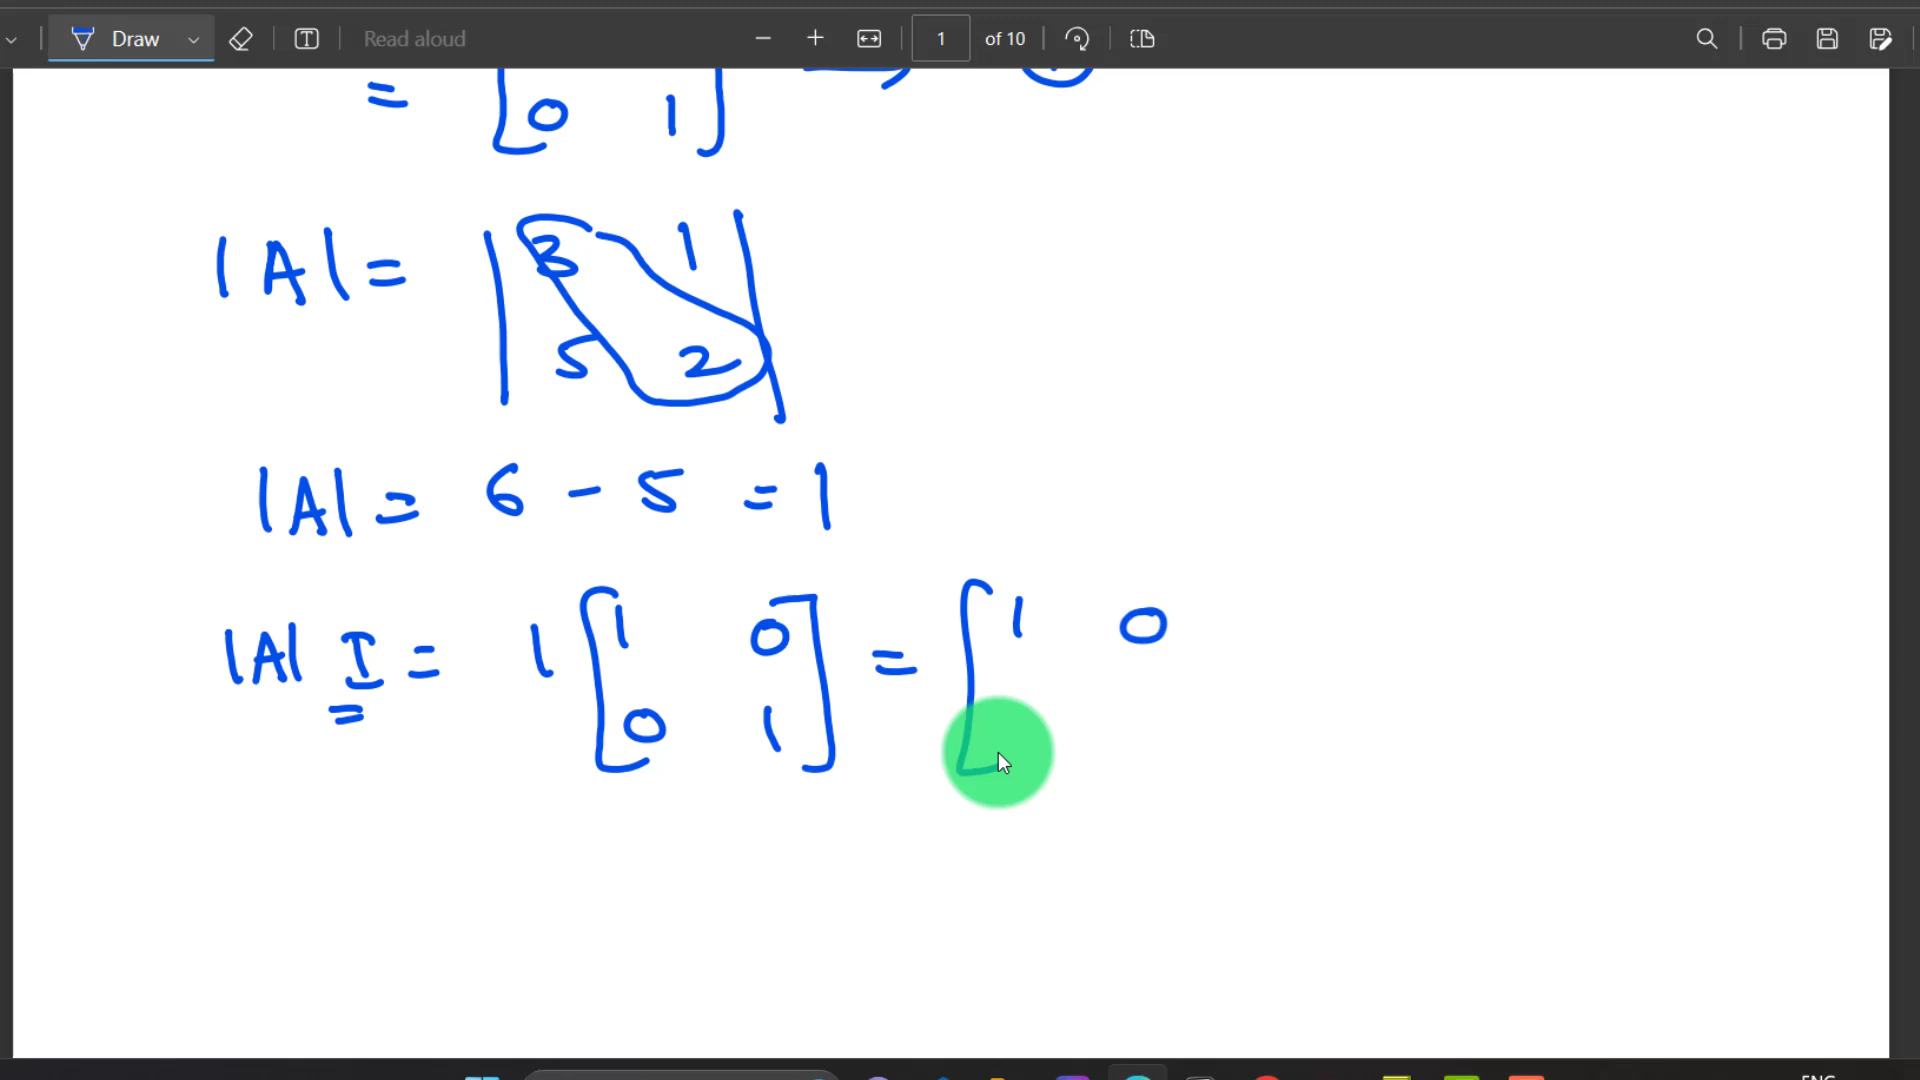 Draw Read aloud 1 of 10
= [0 1]
|A| = |3 1|
|5 2|
|A| = 6 - 5 = 1
|A| I = 1 [1 0] = [1 0
[0 1]